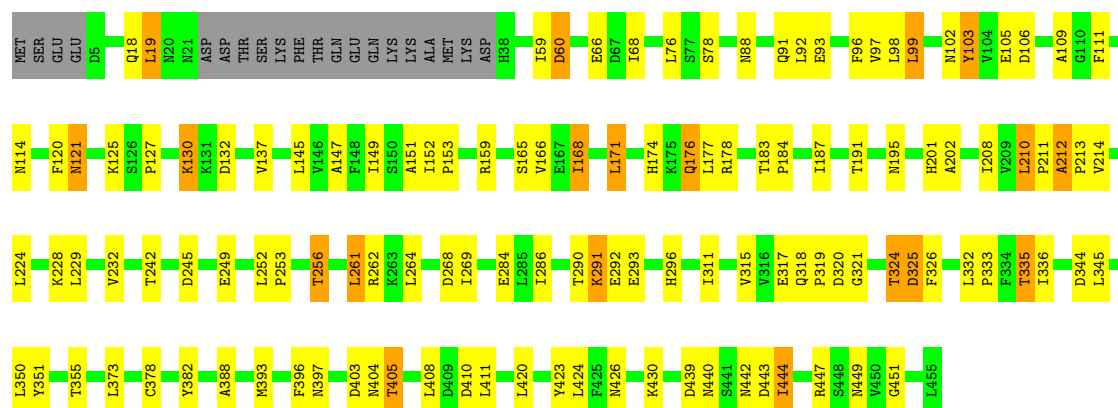 MET SER GLU GLU D5 Q18 L19 N20 N21 ASP ASP THR SER LYS PHE THR GLN GLU GLN LYS LYS ALA MET LYS ASP H38 I59 D60 E66 D67 I68 L76 S77 S78 N88 Q91 L92 E93 F96 V97 L98 L99 N102 Y103 V104 E105 D106 A109 G110 F111
N114 F120 N121 K125 S126 P127 K130 K131 D132 V137 L145 V146 A147 F148 I149 S150 A151 I152 P153 R159 S165 V166 E167 I168 L171 H174 K175 Q176 L177 R178 T183 P184 I187 T191 N195 H201 A202 I208 V209 L210 P211 A212 P213 V214
L224 K228 L229 V232 T242 D245 E249 L252 P253 T256 L261 R262 K263 L264 D268 I269 E284 L285 I286 T290 K291 E292 E293 H296 I311 V315 V316 E317 Q318 P319 D320 G321 T324 D325 F326 L332 P333 F334 T335 I336 D344 L345
L350 Y351 T355 L373 C378 Y382 A388 M393 F396 N397 D403 N404 T405 L408 D409 D410 L411 L420 Y423 L424 F425 N426 K430 D439 N440 S441 N442 D443 I444 R447 S448 N449 V450 G451 L455